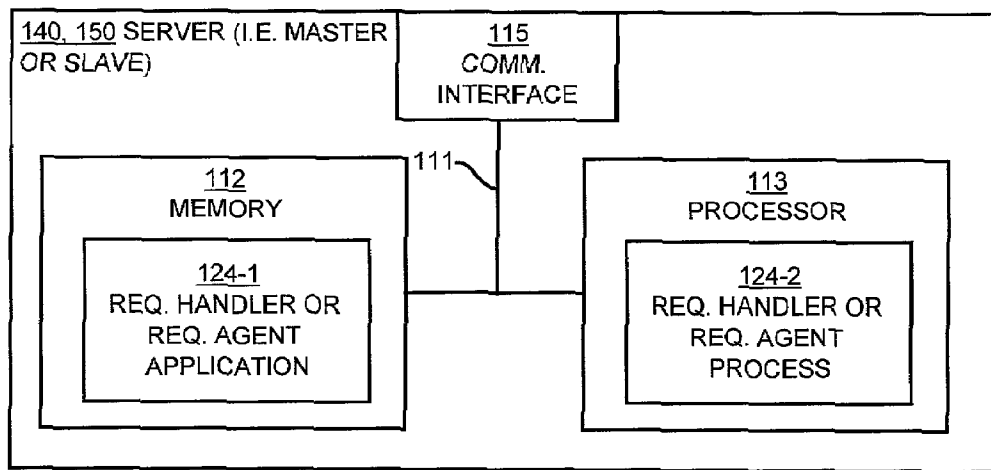 140, 150 SERVER (I.E. MASTER
OR SLAVE)
115
COMM.
INTERFACE
111
112
MEMORY
124-1
REQ. HANDLER OR
REQ. AGENT
APPLICATION
113
PROCESSOR
124-2
REQ. HANDLER OR
REQ. AGENT
PROCESS